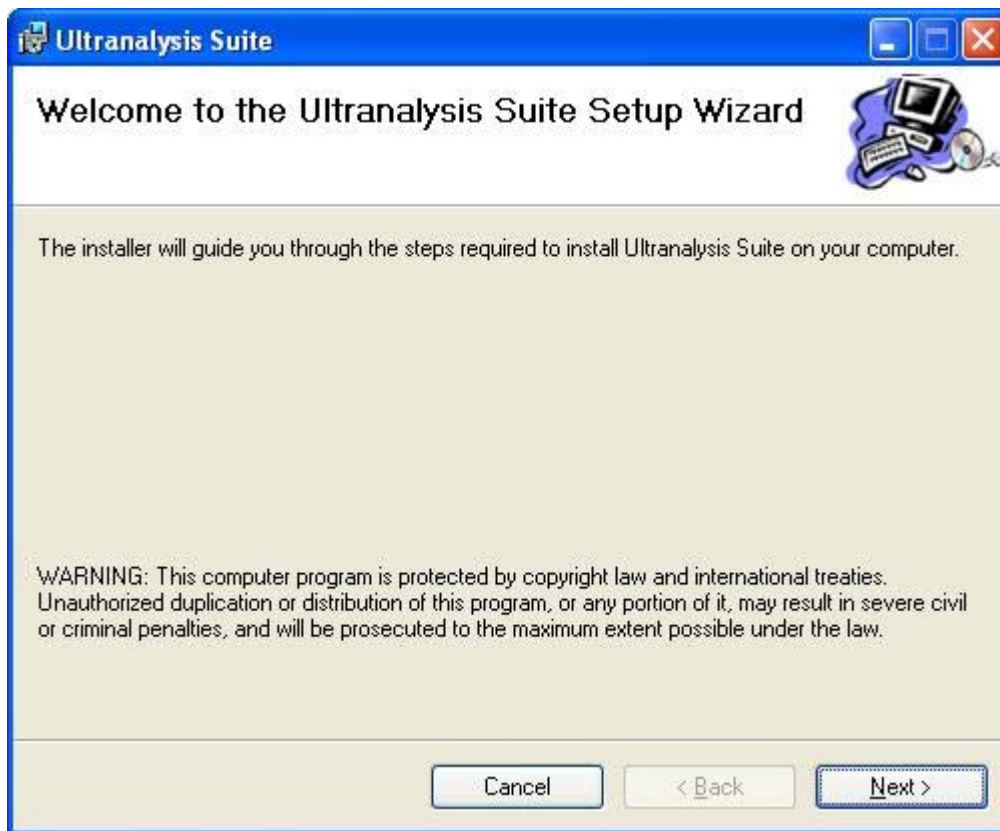 Ultranalysis Suite
Welcome to the Ultranalysis Suite Setup Wizard
The installer will guide you through the steps required to install Ultranalysis Suite on your computer.
WARNING: This computer program is protected by copyright law and international treaties.
Unauthorized duplication or distribution of this program, or any portion of it, may result in severe civil
or criminal penalties, and will be prosecuted to the maximum extent possible under the law.
Cancel < Back Next >